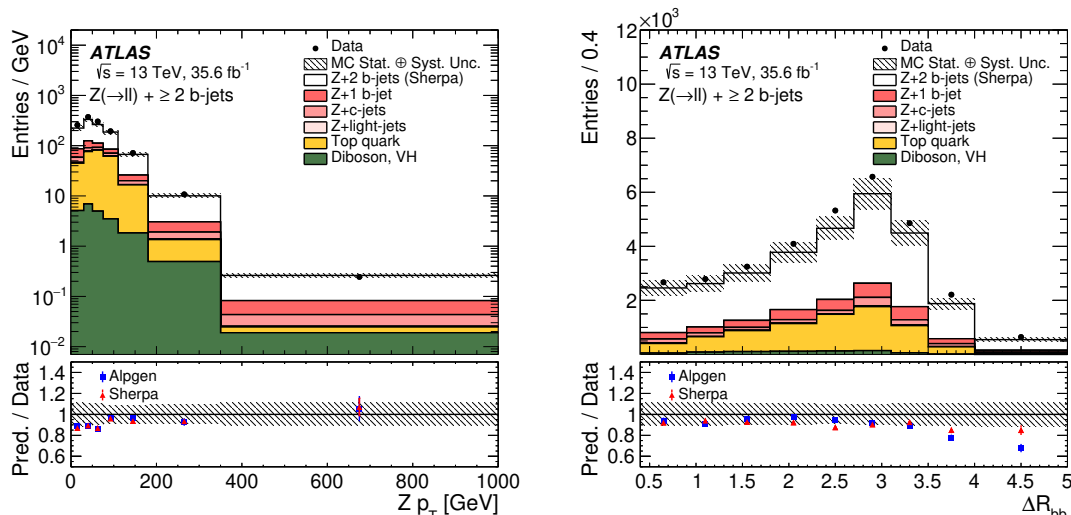 Entries / GeV
10⁴
10³
10²
10
1
10⁻¹
10⁻²
ATLAS
√s = 13 TeV, 35.6 fb⁻¹
Z(→ll) + ≥ 2 b-jets
Data
MC Stat. ⊕ Syst. Unc.
Z+2 b-jets (Sherpa)
Z+1 b-jet
Z+c-jets
Z+light-jets
Top quark
Diboson, VH
Pred. / Data
1.4
1.2
1
0.8
0.6
Alpgen
Sherpa
0 200 400 600 800 1000
Z p_T [GeV]
×10³
Entries / 0.4
12
10
8
6
4
2
ATLAS
√s = 13 TeV, 35.6 fb⁻¹
Z(→ll) + ≥ 2 b-jets
Data
MC Stat. ⊕ Syst. Unc.
Z+2 b-jets (Sherpa)
Z+1 b-jet
Z+c-jets
Z+light-jets
Top quark
Diboson, VH
Pred. / Data
1.4
1.2
1
0.8
0.6
Alpgen
Sherpa
0.5 1 1.5 2 2.5 3 3.5 4 4.5 5
ΔR_bb